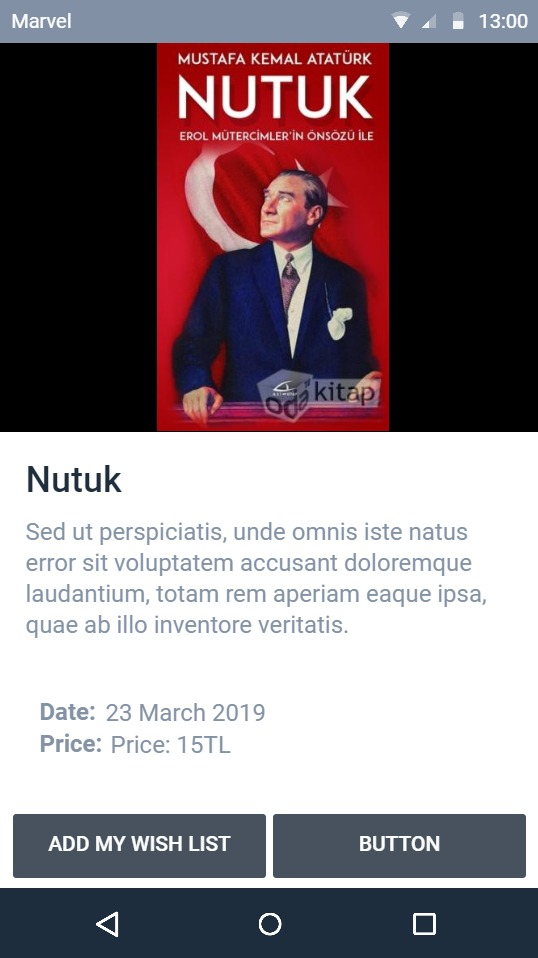 Marvel
13:00
MUSTAFA KEMAL ATATÜRK
NUTUK
EROL MÜTERCİMLER'İN ÖNSÖZÜ İLE
kitap
oda
Nutuk
Sed ut perspiciatis, unde omnis iste natus
error sit voluptatem accusant doloremque
laudantium, totam rem aperiam eaque ipsa,
quae ab illo inventore veritatis.
Date: 23 March 2019
Price: Price: 15TL
ADD MY WISH LIST
BUTTON